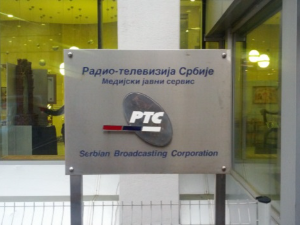 Радио-телевизија Србије
Медијски јавни сервис
РТС
Serbian Broadcasting Corporation